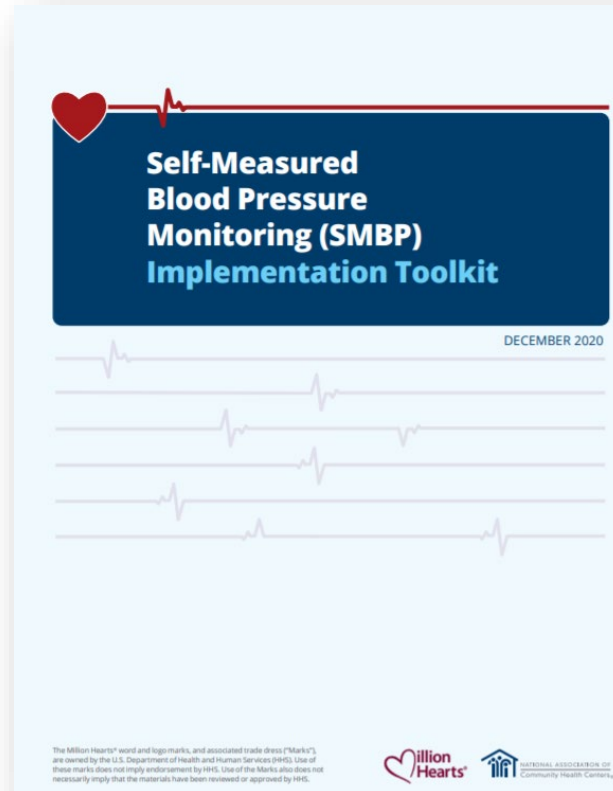 Self-Measured
Blood Pressure
Monitoring (SMBP)
Implementation Toolkit
DECEMBER 2020
The Million Hearts® word and logo marks, and associated trade dress ("Marks"),
are owned by the U.S. Department of Health and Human Services (HHS). Use of
these marks does not imply endorsement by HHS. Use of the Marks also does not
necessarily imply that the materials have been reviewed or approved by HHS.
Million
Hearts®
NATIONAL ASSOCIATION OF
Community Health Centers